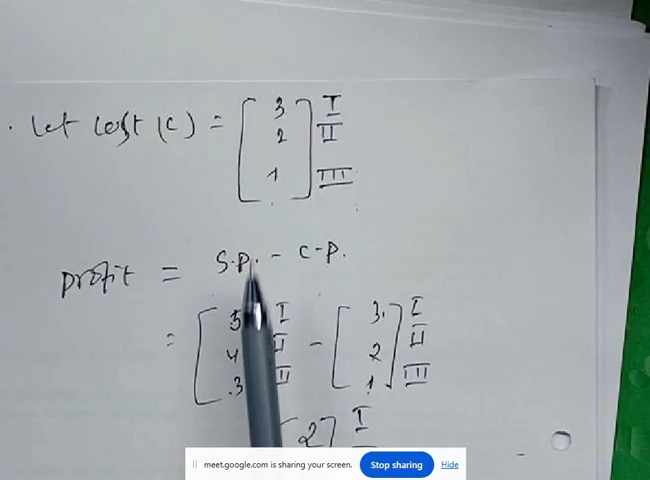 . Let Cost (C) = [3 I
2 II
1] III
Profit = S.P. - C.P.
= [5 I - [3. I
4 II 2 II
.3 III 1] III
2] I
meet.google.com is sharing your screen. Stop sharing Hide